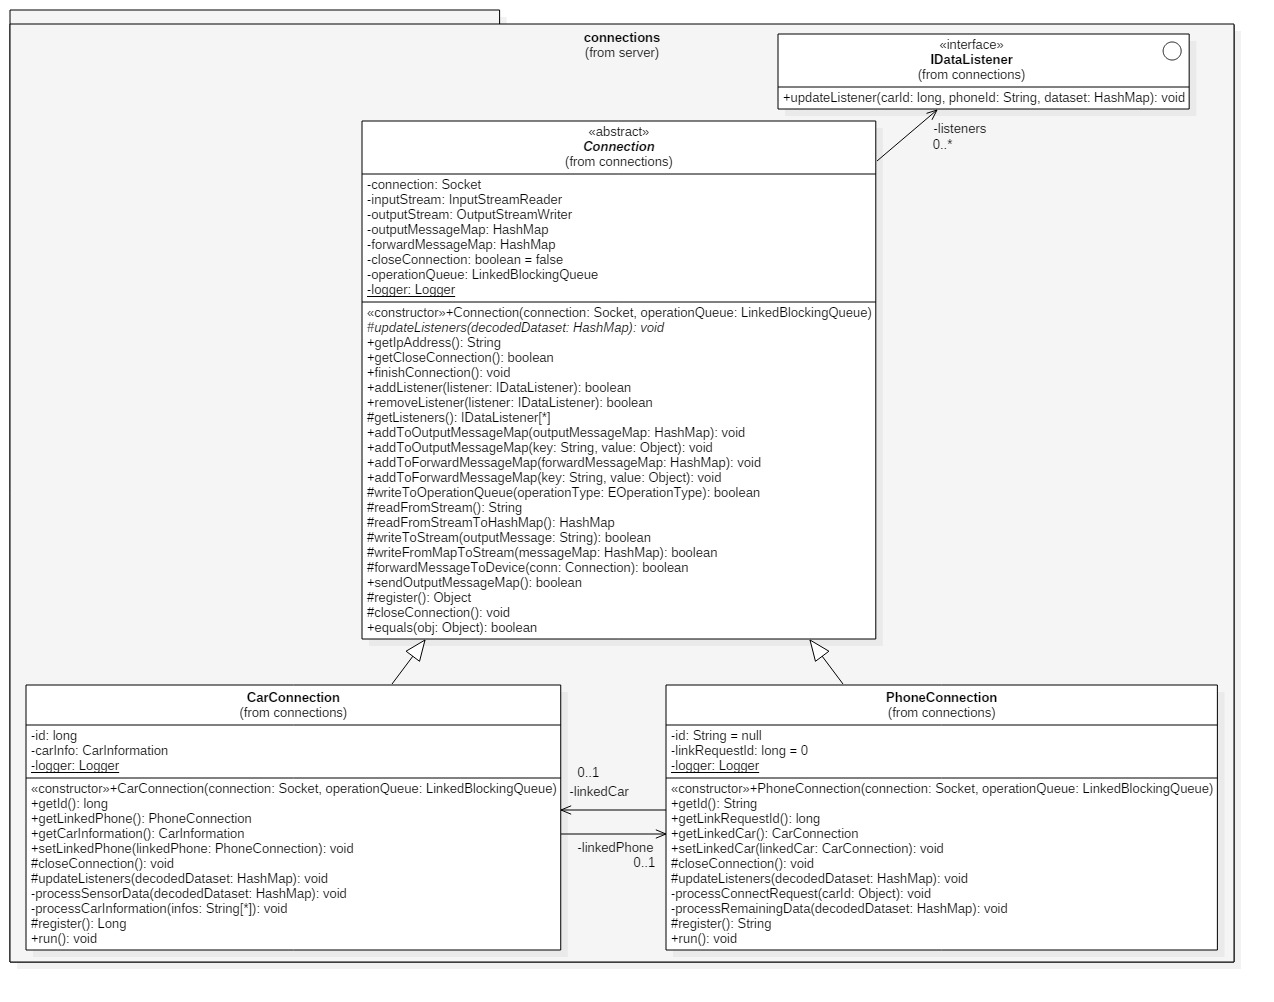 connections
(from server)
«interface»
IDataListener
(from connections)
+updateListener(carId: long, phoneId: String, dataset: HashMap): void
-listeners
0..*
«abstract»
Connection
(from connections)
-connection: Socket
-inputStream: InputStreamReader
-outputStream: OutputStreamWriter
-outputMessageMap: HashMap
-forwardMessageMap: HashMap
-closeConnection: boolean = false
-operationQueue: LinkedBlockingQueue
-logger: Logger
«constructor»+Connection(connection: Socket, operationQueue: LinkedBlockingQueue)
#updateListeners(decodedDataset: HashMap): void
+getIpAddress(): String
+getCloseConnection(): boolean
+finishConnection(): void
+addListener(listener: IDataListener): boolean
+removeListener(listener: IDataListener): boolean
#getListeners(): IDataListener[*]
+addToOutputMessageMap(outputMessageMap: HashMap): void
+addToOutputMessageMap(key: String, value: Object): void
+addToForwardMessageMap(forwardMessageMap: HashMap): void
+addToForwardMessageMap(key: String, value: Object): void
#writeToOperationQueue(operationType: EOperationType): boolean
#readFromStream(): String
#readFromStreamToHashMap(): HashMap
#writeToStream(outputMessage: String): boolean
#writeFromMapToStream(messageMap: HashMap): boolean
#forwardMessageToDevice(conn: Connection): boolean
+sendOutputMessageMap(): boolean
#register(): Object
#closeConnection(): void
+equals(obj: Object): boolean
CarConnection
(from connections)
-id: long
-carInfo: CarInformation
-logger: Logger
«constructor»+CarConnection(connection: Socket, operationQueue: LinkedBlockingQueue)
+getId(): long
+getLinkedPhone(): PhoneConnection
+getCarInformation(): CarInformation
+setLinkedPhone(linkedPhone: PhoneConnection): void
#closeConnection(): void
#updateListeners(decodedDataset: HashMap): void
-processSensorData(decodedDataset: HashMap): void
-processCarInformation(infos: String[*]): void
#register(): Long
+run(): void
0..1
-linkedCar
-linkedPhone
0..1
PhoneConnection
(from connections)
-id: String = null
-linkRequestId: long = 0
-logger: Logger
«constructor»+PhoneConnection(connection: Socket, operationQueue: LinkedBlockingQueue)
+getId(): String
+getLinkRequestId(): long
+getLinkedCar(): CarConnection
+setLinkedCar(linkedCar: CarConnection): void
#closeConnection(): void
#updateListeners(decodedDataset: HashMap): void
-processConnectRequest(carId: Object): void
-processRemainingData(decodedDataset: HashMap): void
#register(): String
+run(): void